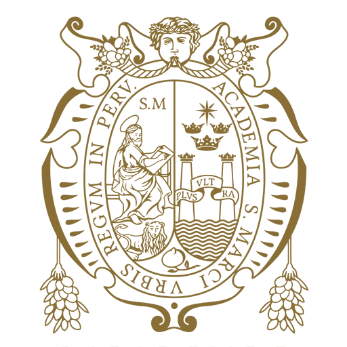 ACADEMIA S. MARCI VRBIS REGVM IN PERV.
S.M
PLVS VLT RA